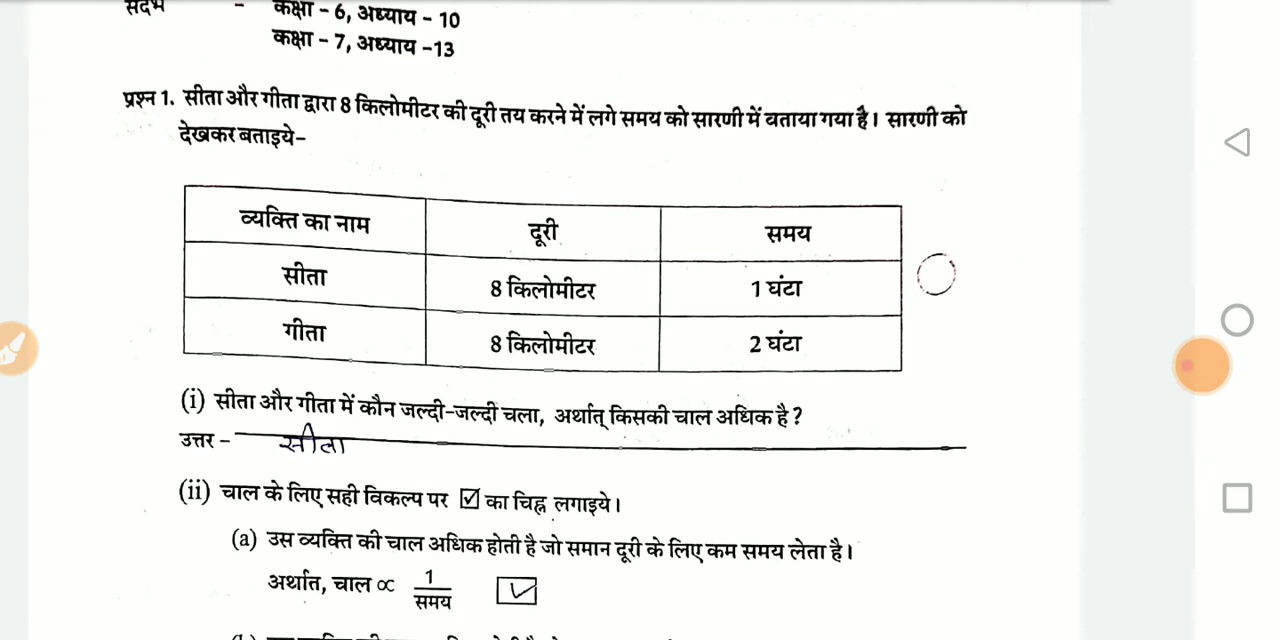 संदर्भ - कक्षा - 6, अध्याय - 10
कक्षा - 7, अध्याय -13
प्रश्न 1. सीता और गीता द्वारा 8 किलोमीटर की दूरी तय करने में लगे समय को सारणी में बताया गया है। सारणी को
देखकर बताइये-
व्यक्ति का नाम दूरी समय
सीता 8 किलोमीटर 1 घंटा
गीता 8 किलोमीटर 2 घंटा
(i) सीता और गीता में कौन जल्दी-जल्दी चला, अर्थात् किसकी चाल अधिक है ?
उत्तर - सीता
(ii) चाल के लिए सही विकल्प पर ☑ का चिह्न लगाइये।
(a) उस व्यक्ति की चाल अधिक होती है जो समान दूरी के लिए कम समय लेता है।
अर्थात, चाल ∝ 1/समय ☑